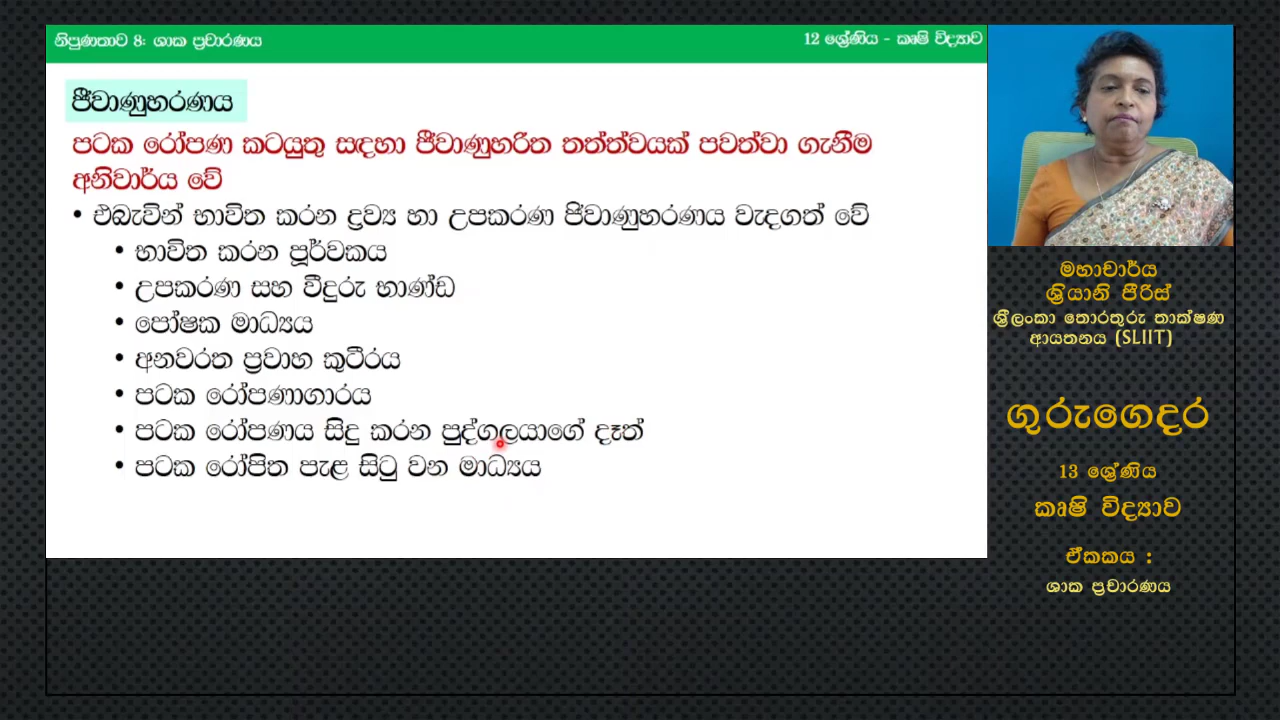 නිපුණතාව 8: ශාක ප්‍රචාරණය
12 ශ්‍රේණිය - කෘෂි විද්‍යාව
ජීවාණුහරණය
පටක රෝපණ කටයුතු සඳහා ජීවාණුහරිත තත්ත්වයක් පවත්වා ගැනීම
අනිවාර්ය වේ
• එබැවින් භාවිත කරන ද්‍රව්‍ය හා උපකරණ ජීවාණුහරණය වැදගත් වේ
• භාවිත කරන පූර්වකය
• උපකරණ සහ වීදුරු භාණ්ඩ
• පෝෂක මාධ්‍යය
• අනවරත ප්‍රවාහ කුටීරය
• පටක රෝපණාගාරය
• පටක රෝපණය සිදු කරන පුද්ගලයාගේ දෑත්
• පටක රෝපිත පැළ සිටු වන මාධ්‍යය
මහාචාර්ය
ශ්‍රියානි පීරිස්
ශ්‍රී ලංකා තොරතුරු තාක්ෂණ
ආයතනය (SLIIT)
ගුරුගෙදර
13 ශ්‍රේණිය
කෘෂි විද්‍යාව
ඒකකය :
ශාක ප්‍රචාරණය